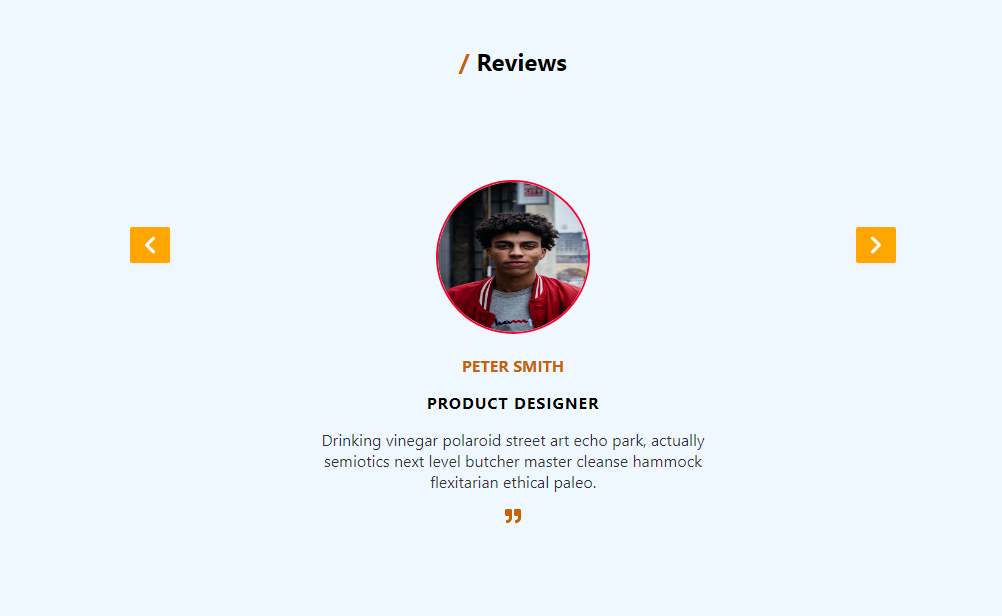 / Reviews
PETER SMITH
PRODUCT DESIGNER
Drinking vinegar polaroid street art echo park, actually
semiotics next level butcher master cleanse hammock
flexitarian ethical paleo.
”